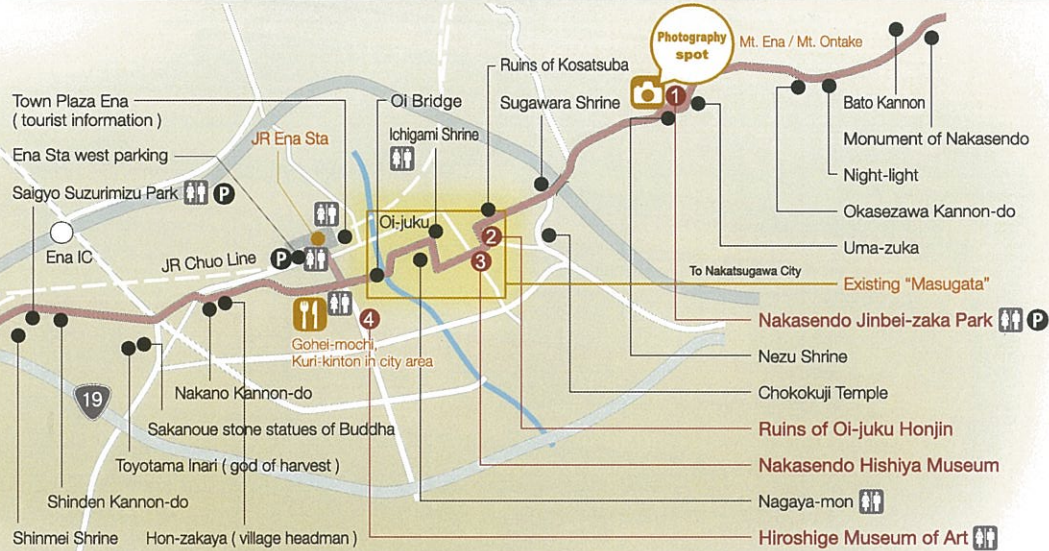 Photography
spot
Mt. Ena / Mt. Ontake
Ruins of Kosatsuba
Sugawara Shrine
1
Bato Kannon
Monument of Nakasendo
Night-light
Okasezawa Kannon-do
Uma-zuka
Town Plaza Ena
( tourist information )
JR Ena Sta
Oi Bridge
Ichigami Shrine
Ena Sta west parking
Saigyo Suzurimizu Park P
Ena IC
JR Chuo Line
P
Oi-juku
2
3
4
To Nakatsugawa City
Existing "Masugata"
Nakasendo Jinbei-zaka Park P
Nezu Shrine
Chokokuji Temple
Ruins of Oi-juku Honjin
Nakasendo Hishiya Museum
Nagaya-mon
Hiroshige Museum of Art
Gohei-mochi,
Kuri-kinton in city area
19
Nakano Kannon-do
Sakanoue stone statues of Buddha
Toyotama Inari ( god of harvest )
Shinden Kannon-do
Shinmei Shrine
Hon-zakaya ( village headman )